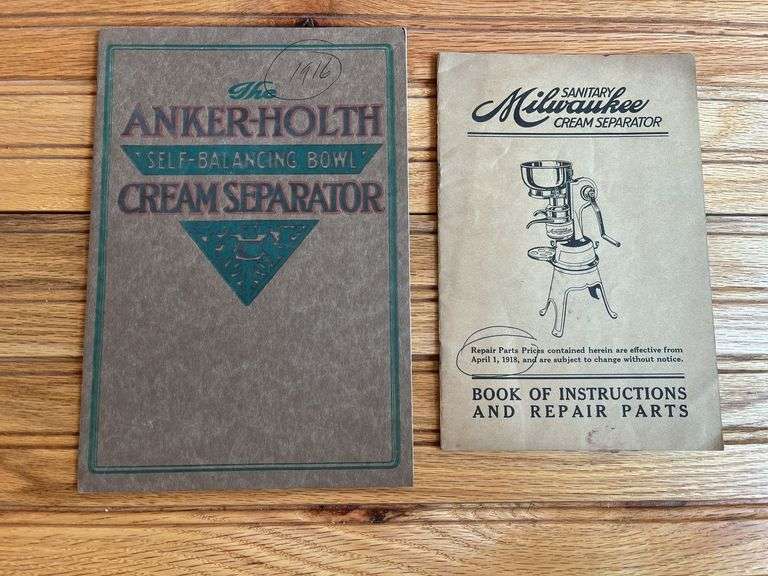 The
1916
ANKER-HOLTH
SELF-BALANCING BOWL
CREAM SEPARATOR
SANITARY
Milwaukee
CREAM SEPARATOR
Repair Parts Prices contained herein are effective from
April 1, 1918, and are subject to change without notice.
BOOK OF INSTRUCTIONS
AND REPAIR PARTS